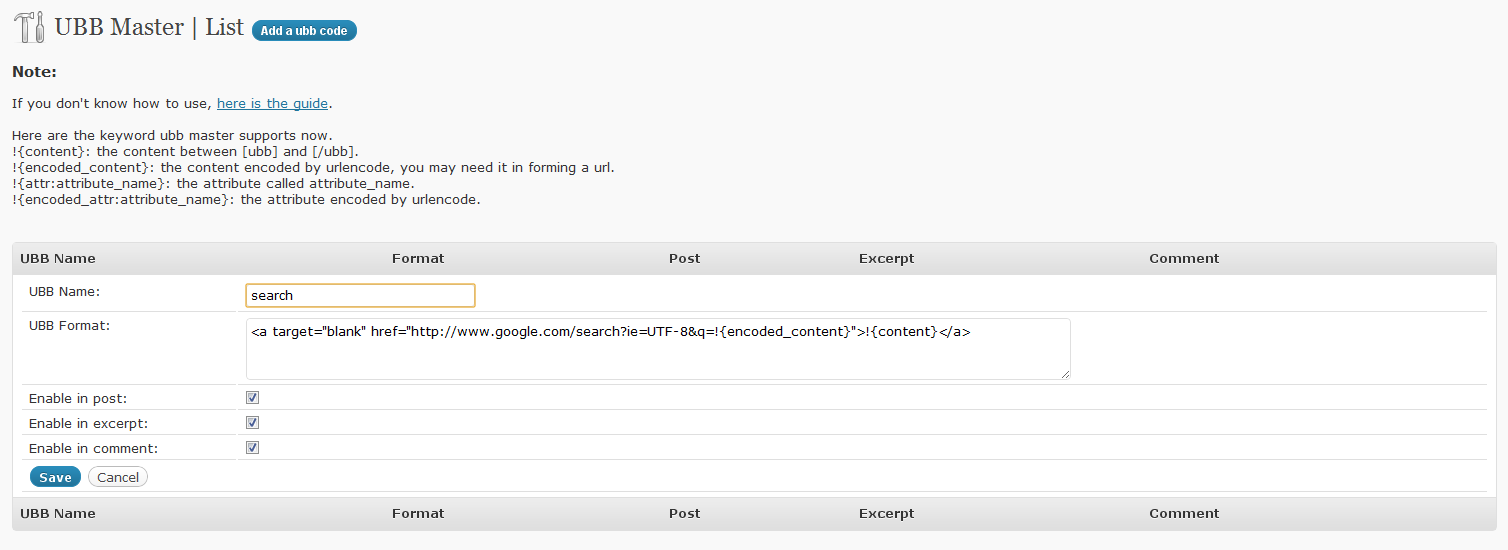 UBB Master | List Add a ubb code
Note:
If you don't know how to use, here is the guide.
Here are the keyword ubb master supports now.
!{content}: the content between [ubb] and [/ubb].
!{encoded_content}: the content encoded by urlencode, you may need it in forming a url.
!{attr:attribute_name}: the attribute called attribute_name.
!{encoded_attr:attribute_name}: the attribute encoded by urlencode.
UBB Name Format Post Excerpt Comment
UBB Name: search
UBB Format: <a target="blank" href="http://www.google.com/search?ie=UTF-8&q=!{encoded_content}">!{content}</a>
Enable in post:
Enable in excerpt:
Enable in comment:
Save Cancel
UBB Name Format Post Excerpt Comment